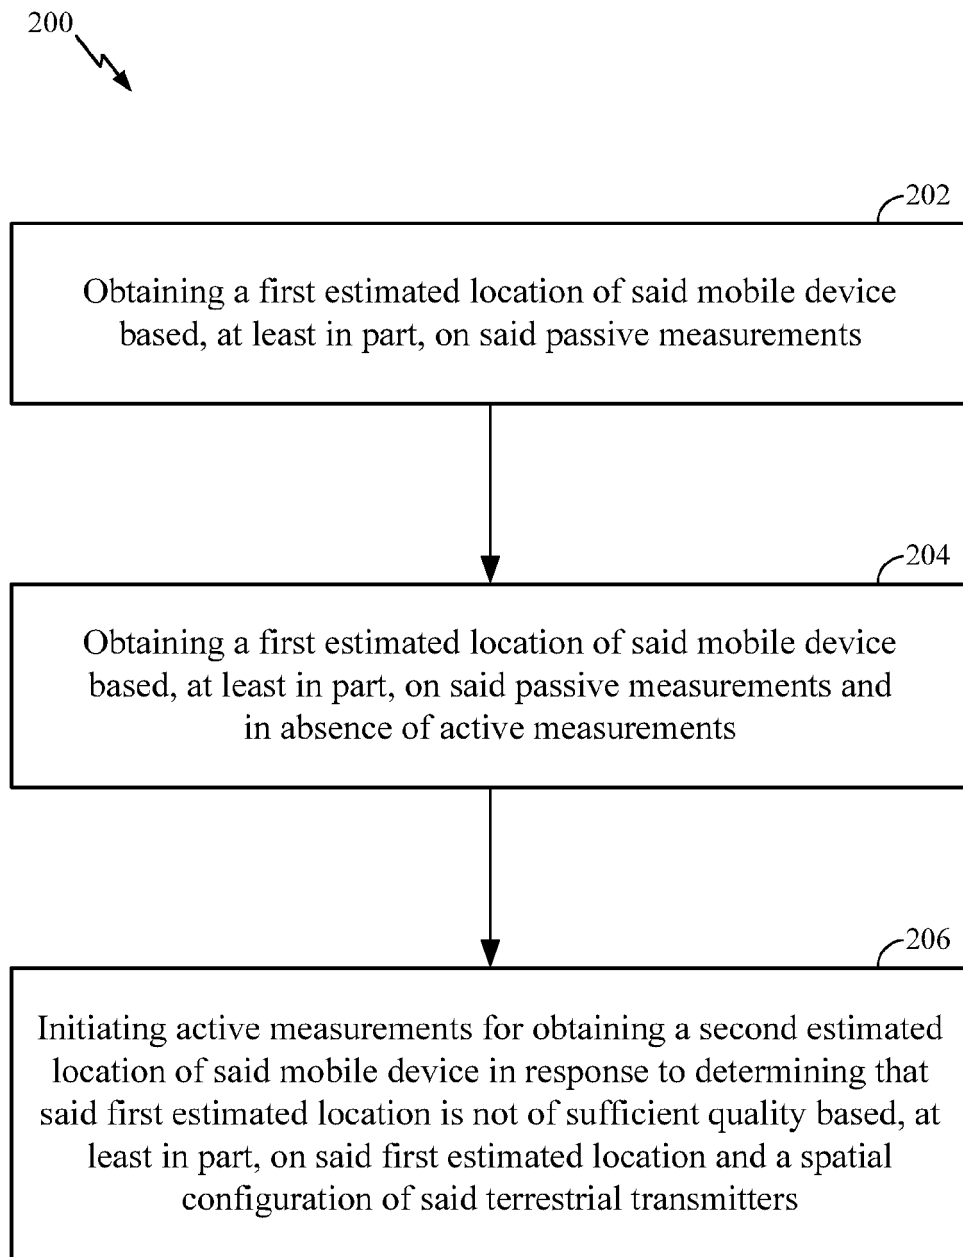 200
202
Obtaining a first estimated location of said mobile device
based, at least in part, on said passive measurements
204
Obtaining a first estimated location of said mobile device
based, at least in part, on said passive measurements and
in absence of active measurements
206
Initiating active measurements for obtaining a second estimated
location of said mobile device in response to determining that
said first estimated location is not of sufficient quality based, at
least in part, on said first estimated location and a spatial
configuration of said terrestrial transmitters